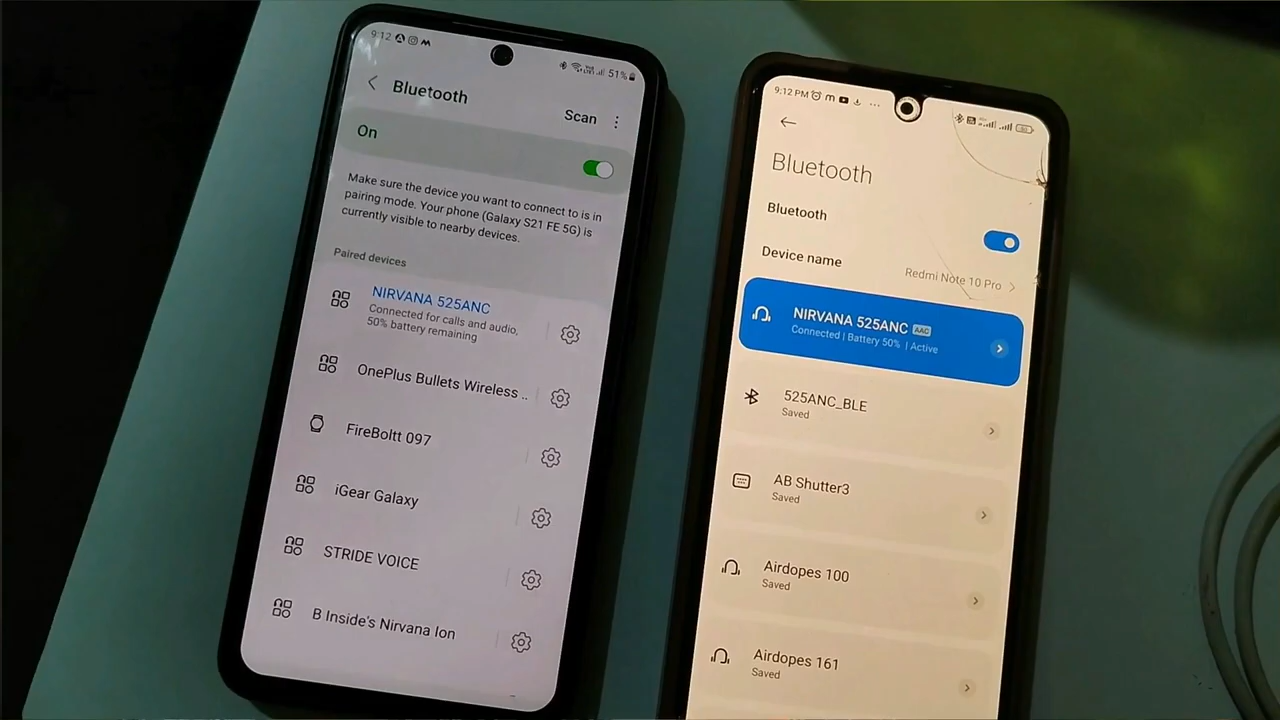 9:12
51%
Bluetooth
Scan
On
Make sure the device you want to connect to is in
pairing mode. Your phone (Galaxy S21 FE 5G) is
currently visible to nearby devices.
Paired devices
NIRVANA 525ANC
Connected for calls and audio,
50% battery remaining
OnePlus Bullets Wireless ..
FireBoltt 097
iGear Galaxy
STRIDE VOICE
B Inside's Nirvana Ion
9:12 PM
Bluetooth
Bluetooth
Device name
Redmi Note 10 Pro
NIRVANA 525ANC AAC
Connected | Battery 50% | Active
525ANC_BLE
Saved
AB Shutter3
Saved
Airdopes 100
Saved
Airdopes 161
Saved